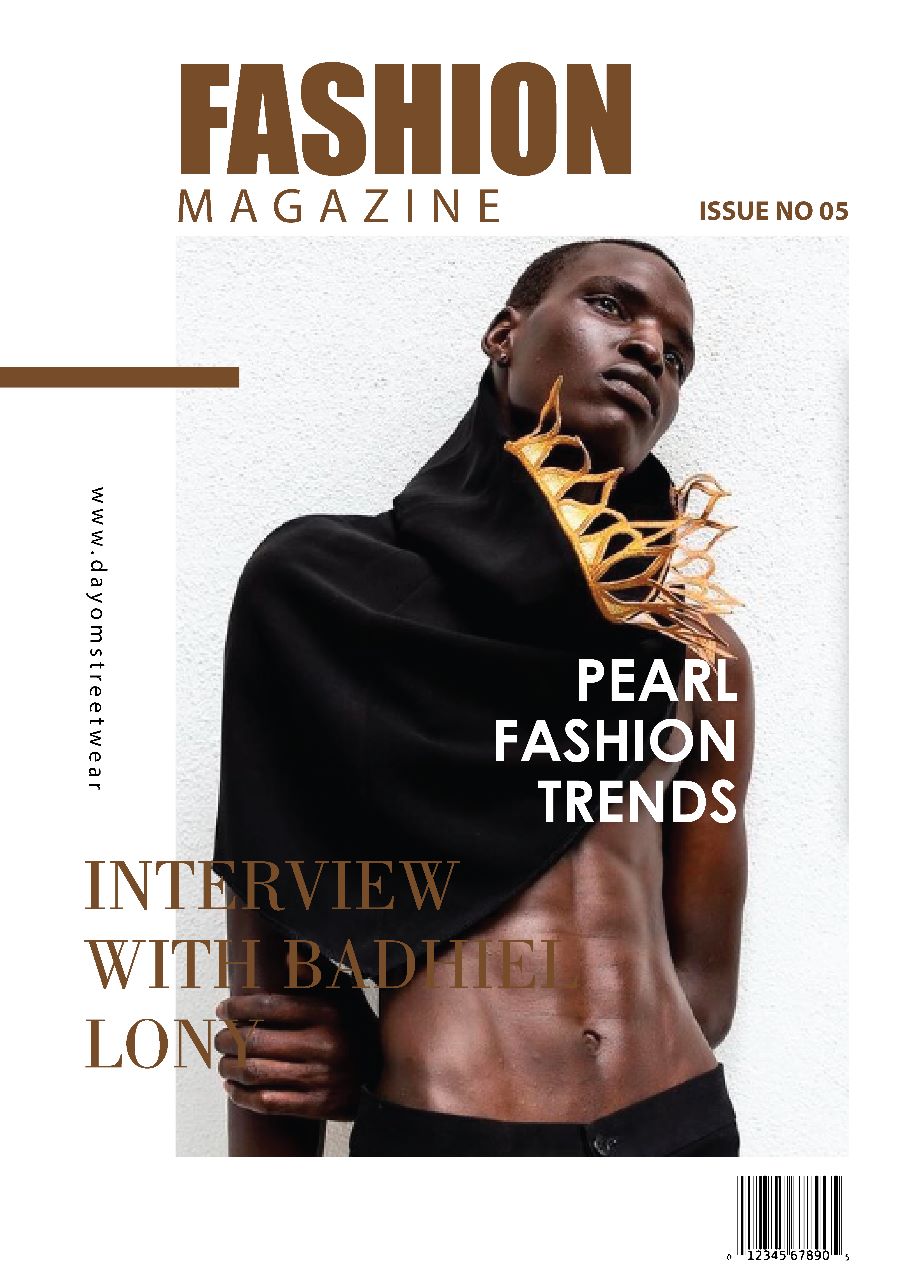 FASHION
MAGAZINE
ISSUE NO 05
www.dayomstreetwear
PEARL
FASHION
TRENDS
INTERVIEW
WITH BADHIEL
LONY
0 12345 67890 5